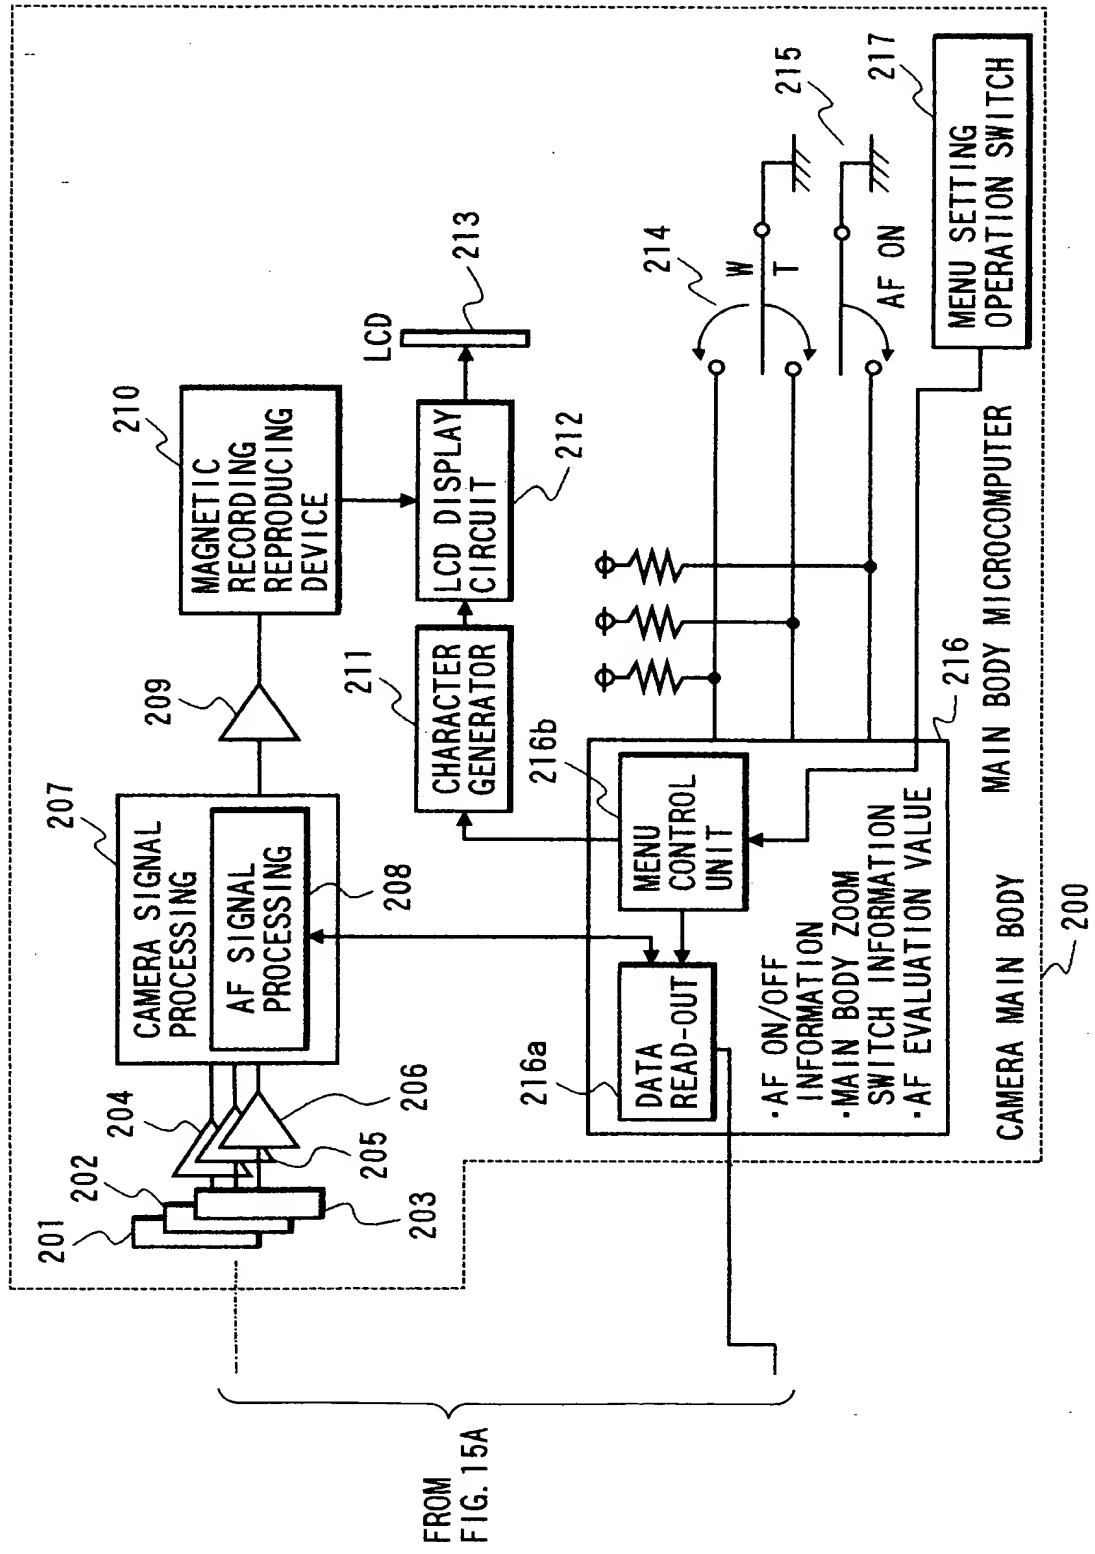 201
202
203
204
205
206
207
CAMERA SIGNAL
PROCESSING
AF SIGNAL
PROCESSING
208
209
210
MAGNETIC
RECORDING
REPRODUCING
DEVICE
LCD
213
211
CHARACTER
GENERATOR
LCD DISPLAY
CIRCUIT
212
216b
216a
DATA
READ-OUT
MENU
CONTROL
UNIT
·AF ON/OFF
INFORMATION
·MAIN BODY ZOOM
SWITCH INFORMATION
·AF EVALUATION VALUE
216
214
W
T
215
AF ON
217
MENU SETTING
OPERATION SWITCH
CAMERA MAIN BODY
MAIN BODY MICROCOMPUTER
200
FROM
FIG. 15A